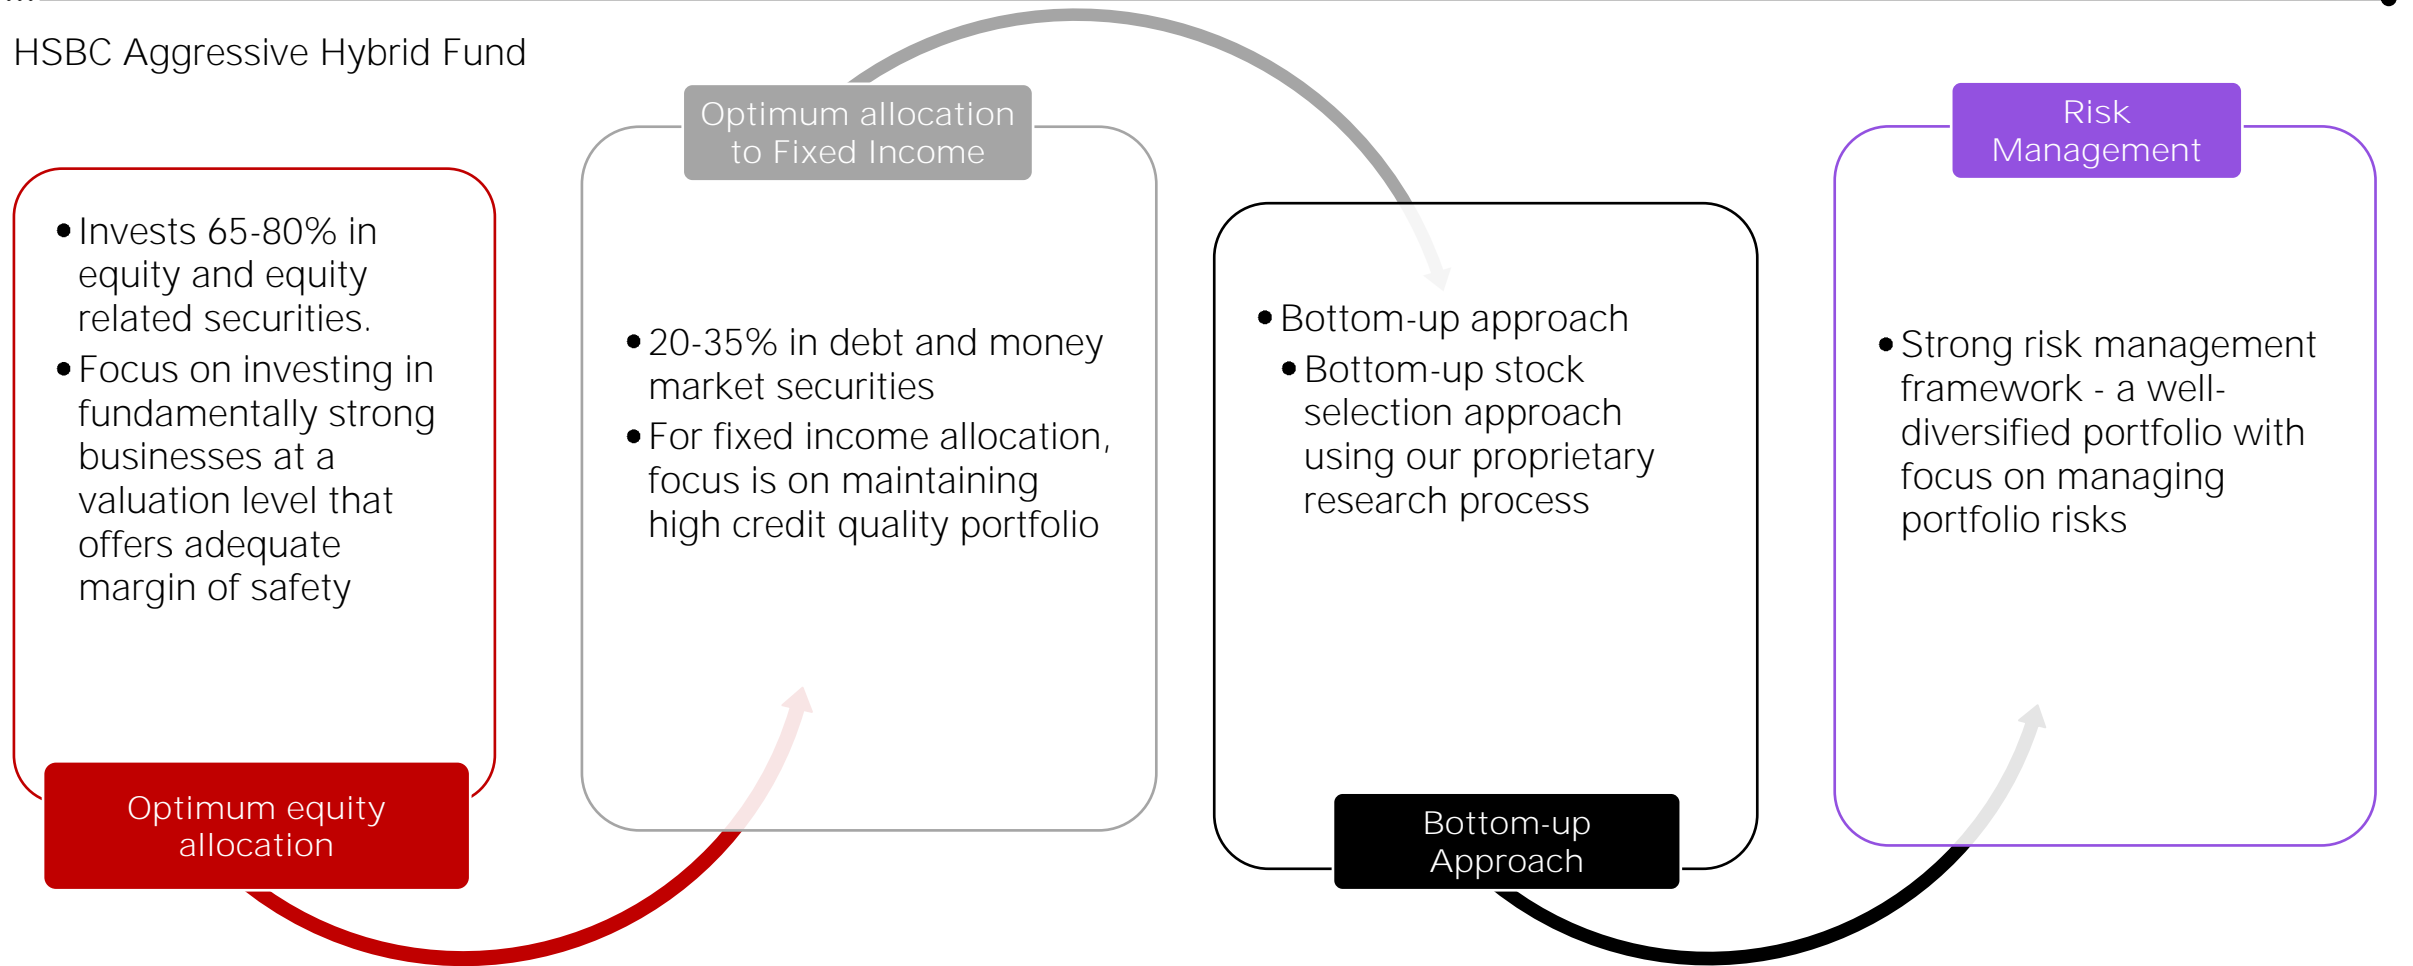 HSBC Aggressive Hybrid Fund
• Invests 65-80% in
equity and equity
related securities.
• Focus on investing in
fundamentally strong
businesses at a
valuation level that
offers adequate
margin of safety
Optimum equity
allocation
Optimum allocation
to Fixed Income
• 20-35% in debt and money
market securities
• For fixed income allocation,
focus is on maintaining
high credit quality portfolio
• Bottom-up approach
• Bottom-up stock
selection approach
using our proprietary
research process
Bottom-up
Approach
Risk
Management
• Strong risk management
framework - a well-
diversified portfolio with
focus on managing
portfolio risks